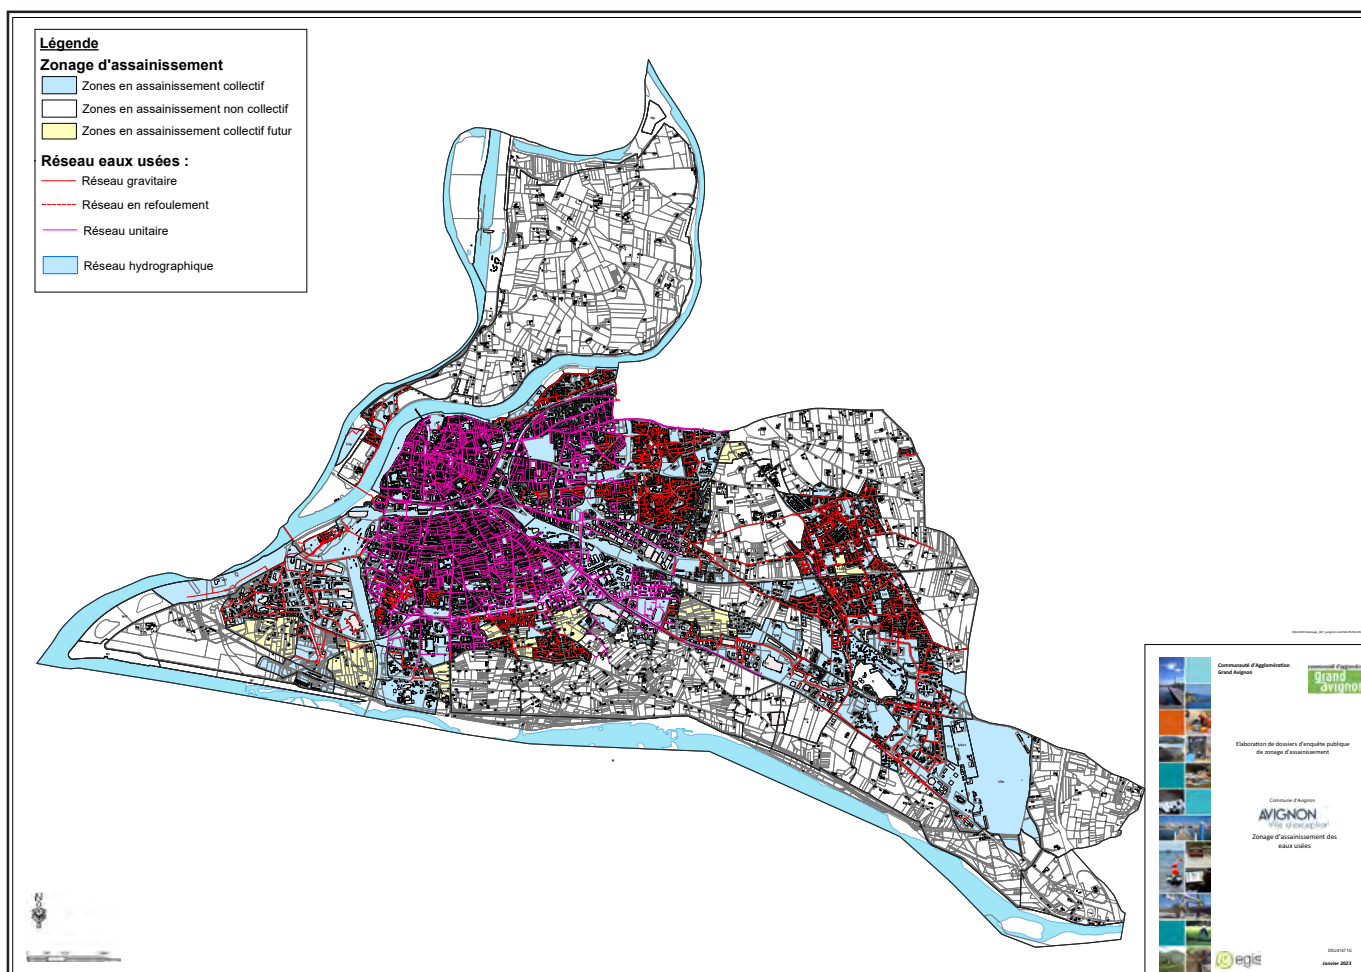 Légende
Zonage d'assainissement
Zones en assainissement collectif
Zones en assainissement non collectif
Zones en assainissement collectif futur
Réseau eaux usées :
Réseau gravitaire
Réseau en refoulement
Réseau unitaire
Réseau hydrographique
Communauté d'Agglomération
Grand Avignon
grand
avignon
Elaboration de dossiers d'enquête publique
de zonage d'assainissement
Commune d'Avignon
AVIGNON
Ville d'exception
Zonage d'assainissement des
eaux usées
egis
Janvier 2023
N